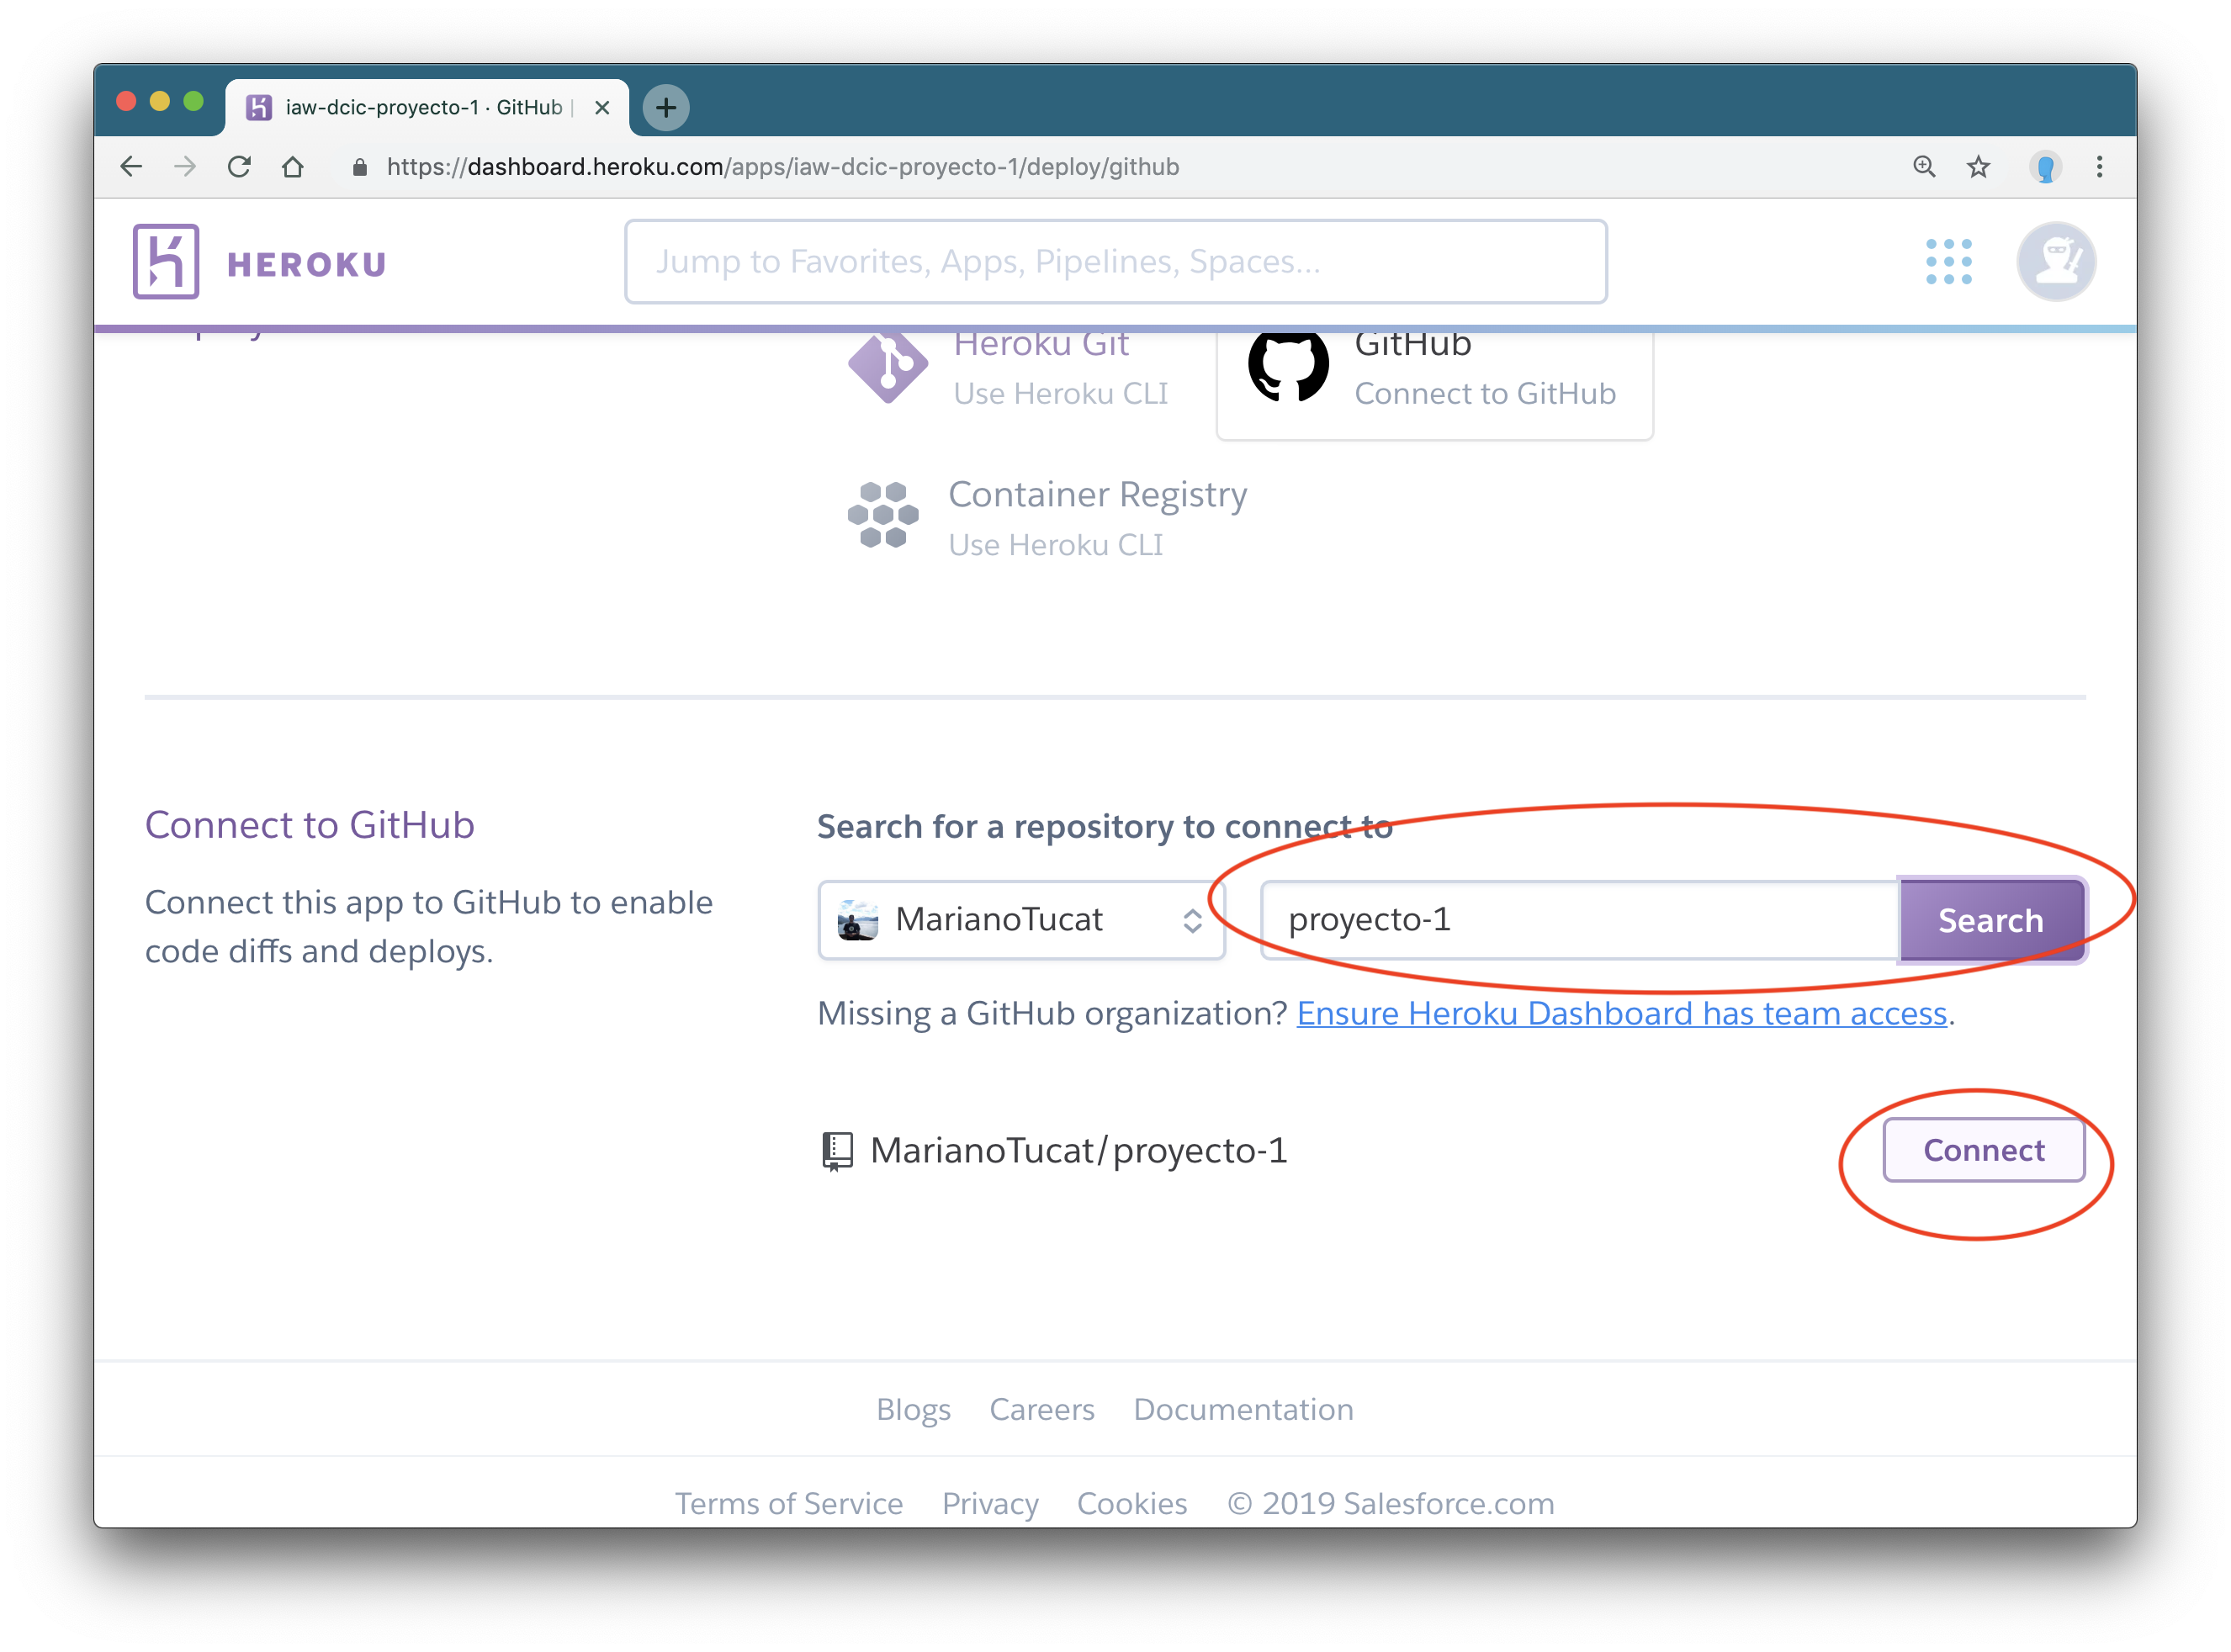 iaw-dcic-proyecto-1 · GitHub |
https://dashboard.heroku.com/apps/iaw-dcic-proyecto-1/deploy/github
HEROKU
Jump to Favorites, Apps, Pipelines, Spaces...
Heroku Git
Use Heroku CLI
GitHub
Connect to GitHub
Container Registry
Use Heroku CLI
Connect to GitHub
Connect this app to GitHub to enable
code diffs and deploys.
Search for a repository to connect to
MarianoTucat
proyecto-1
Search
Missing a GitHub organization? Ensure Heroku Dashboard has team access.
MarianoTucat/proyecto-1
Connect
Blogs Careers Documentation
Terms of Service Privacy Cookies © 2019 Salesforce.com